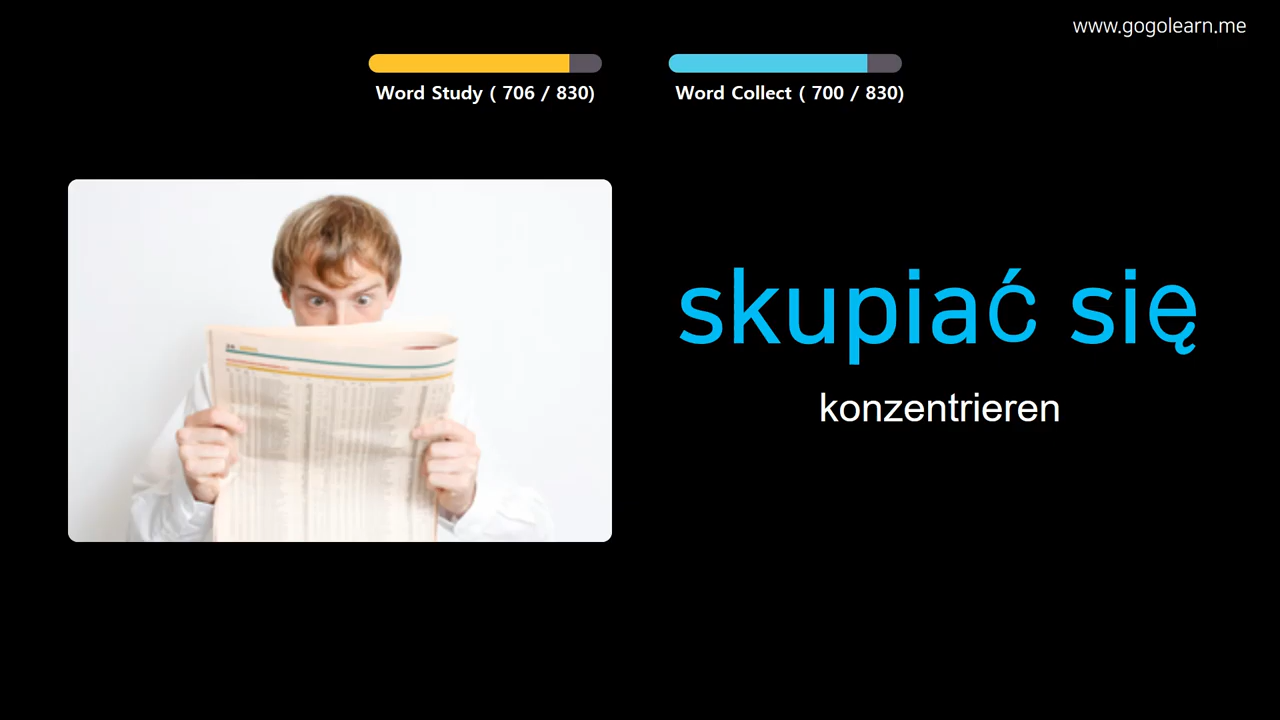 www.gogolearn.me
Word Study ( 706 / 830)
Word Collect ( 700 / 830)
skupiać się
konzentrieren